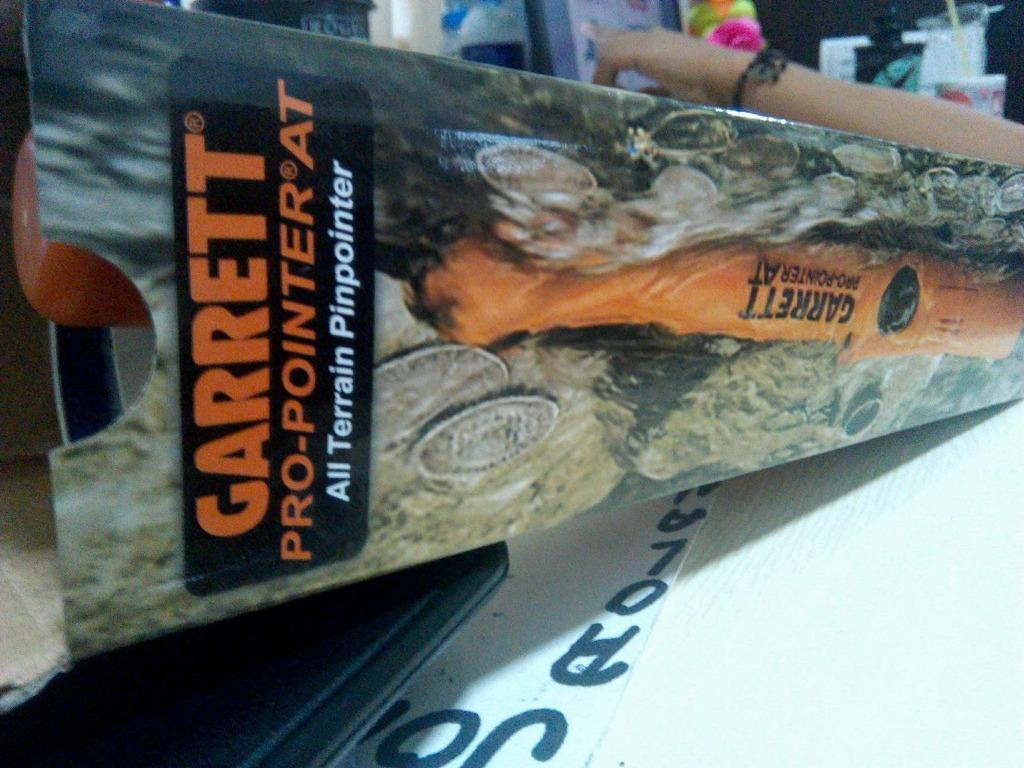 GARRETT®
PRO-POINTER® AT
All Terrain Pinpointer
GARRETT
PRO-POINTER AT